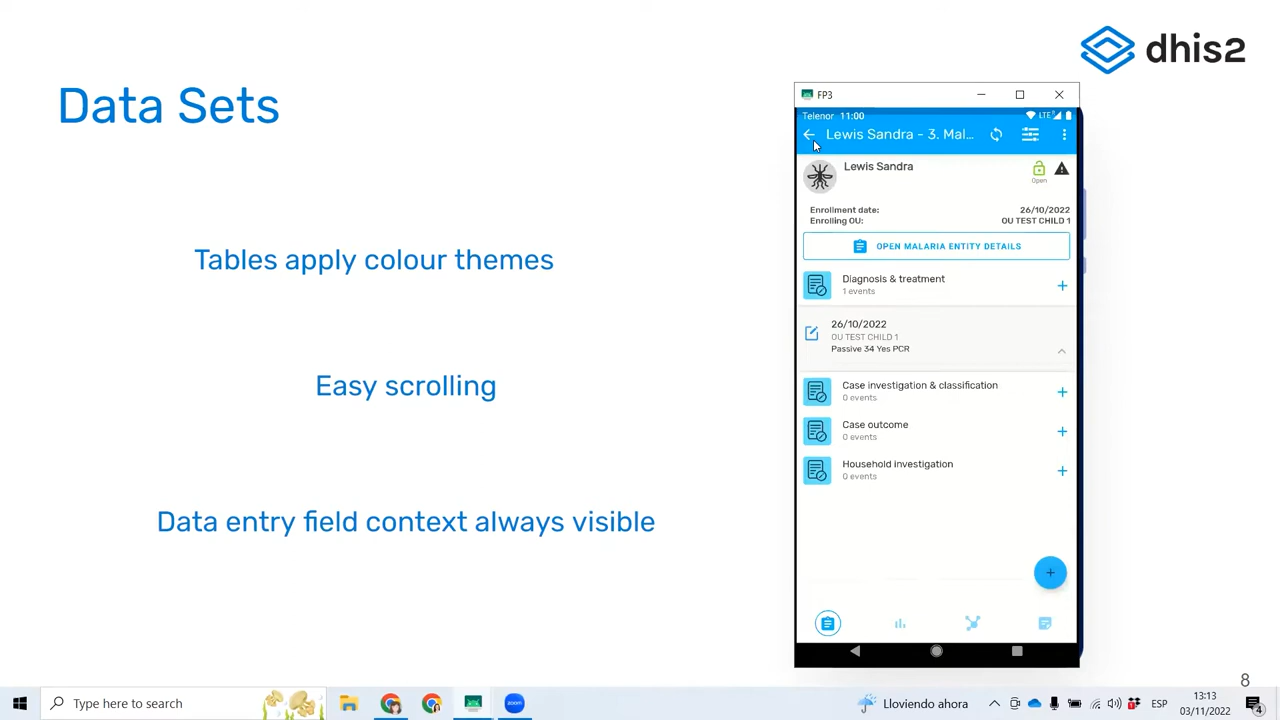 dhis2
Data Sets
Tables apply colour themes
Easy scrolling
Data entry field context always visible
FP3
Telenor 11:00 LTE
Lewis Sandra - 3. Mal...
Lewis Sandra
Open
Enrollment date: 26/10/2022
Enrolling OU: OU TEST CHILD 1
OPEN MALARIA ENTITY DETAILS
Diagnosis & treatment
1 events
26/10/2022
OU TEST CHILD 1
Passive 34 Yes PCR
Case investigation & classification
0 events
Case outcome
0 events
Household investigation
0 events
8
Type here to search
zoom
Lloviendo ahora
ESP
13:13
03/11/2022
4